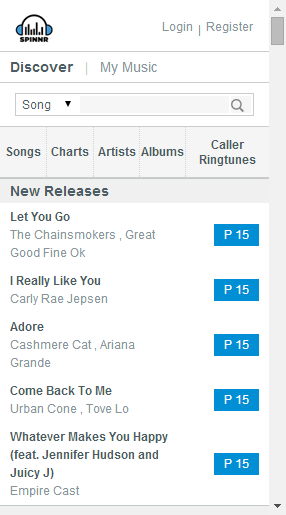 SPINNR
Login | Register
Discover | My Music
Song
Songs
Charts
Artists
Albums
Caller
Ringtunes
New Releases
Let You Go
The Chainsmokers , Great
Good Fine Ok
P 15
I Really Like You
Carly Rae Jepsen
P 15
Adore
Cashmere Cat , Ariana
Grande
P 15
Come Back To Me
Urban Cone , Tove Lo
P 15
Whatever Makes You Happy
(feat. Jennifer Hudson and
Juicy J)
Empire Cast
P 15